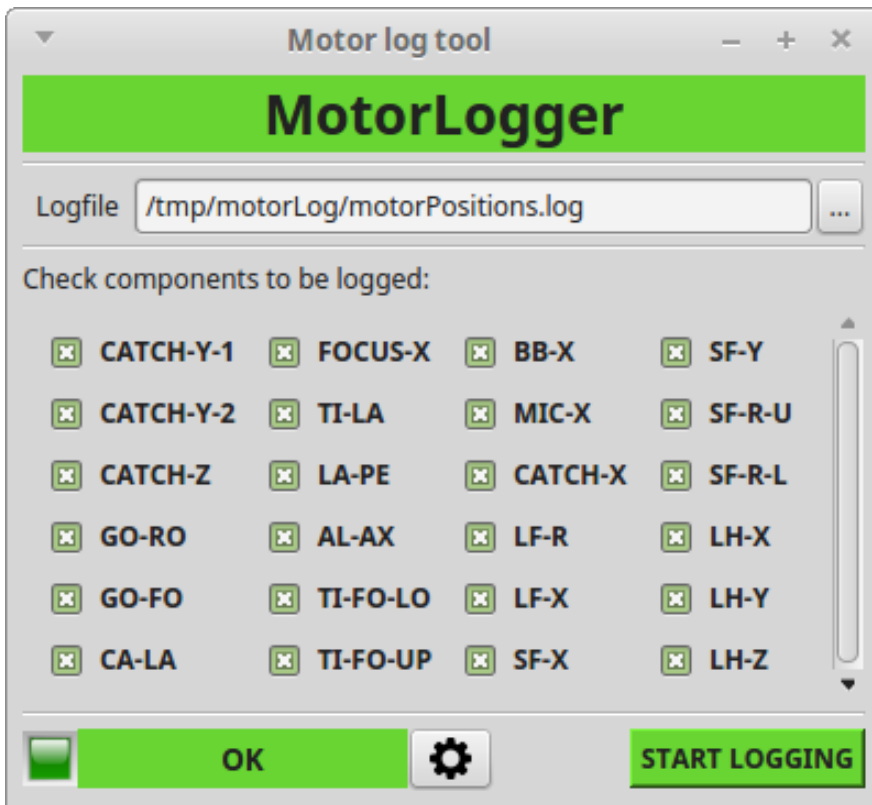 Motor log tool
MotorLogger
Logfile /tmp/motorLog/motorPositions.log ...
Check components to be logged:
CATCH-Y-1 FOCUS-X BB-X SF-Y
CATCH-Y-2 TI-LA MIC-X SF-R-U
CATCH-Z LA-PE CATCH-X SF-R-L
GO-RO AL-AX LF-R LH-X
GO-FO TI-FO-LO LF-X LH-Y
CA-LA TI-FO-UP SF-X LH-Z
OK START LOGGING